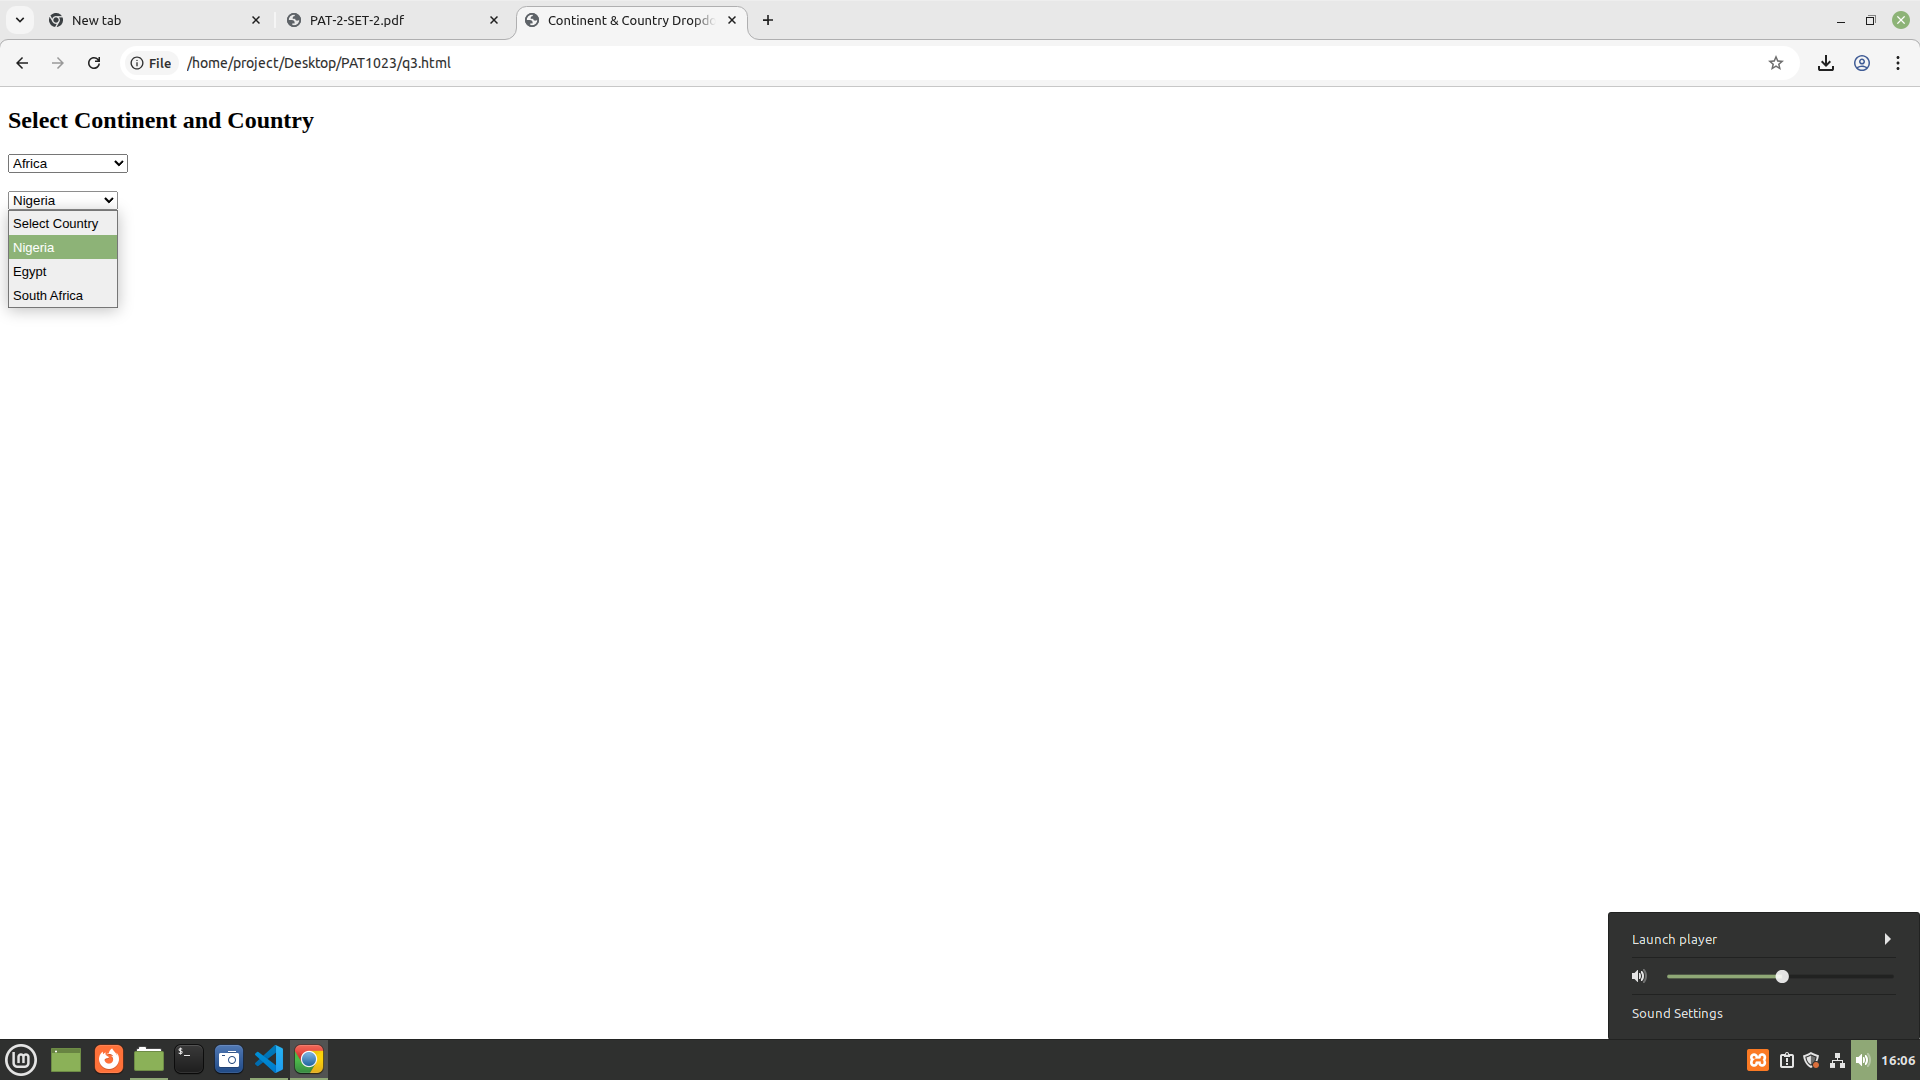 New tab
PAT-2-SET-2.pdf
Continent & Country Dropd
File
/home/project/Desktop/PAT1023/q3.html
Select Continent and Country
Africa
Nigeria
Select Country
Nigeria
Egypt
South Africa
Launch player
Sound Settings
16:06